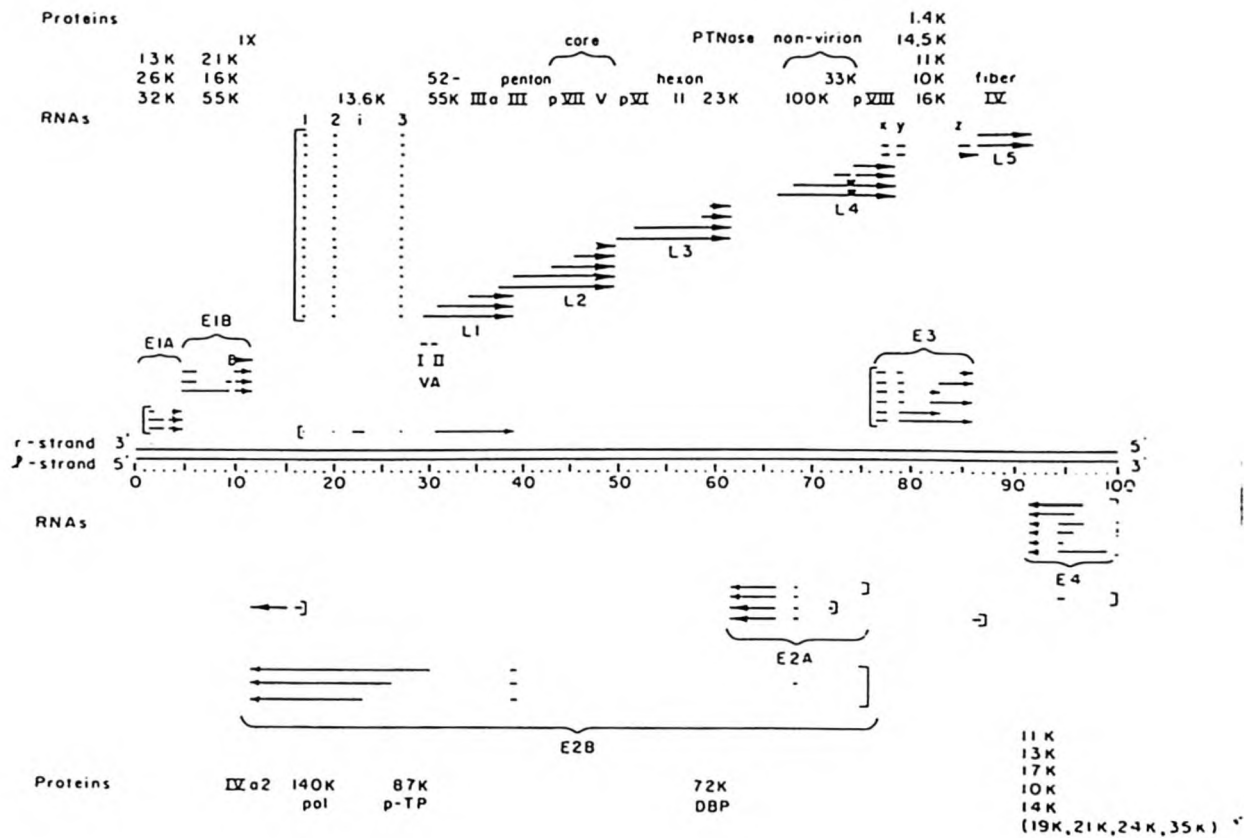 Proteins
1.4K
IX core PTNase non-virion 14.5K
13K 21K 11K
26K 16K 52- penton hexon 33K 10K fiber
32K 55K 13.6K 55K IIIa III pVII V pVI II 23K 100K pVIII 16K IV
RNAs 1 2 i 3 x y z
L5
L4
L3
L2
L1
E1A E1B E3
I II
VA
r-strand 3' 5'
l-strand 5' 3'
0 10 20 30 40 50 60 70 80 90 100
RNAs
E4
E2A
E2B
11K
13K
Proteins IVa2 140K 87K 72K 17K
pol p-TP DBP 10K
14K
(19K,21K,24K,35K)